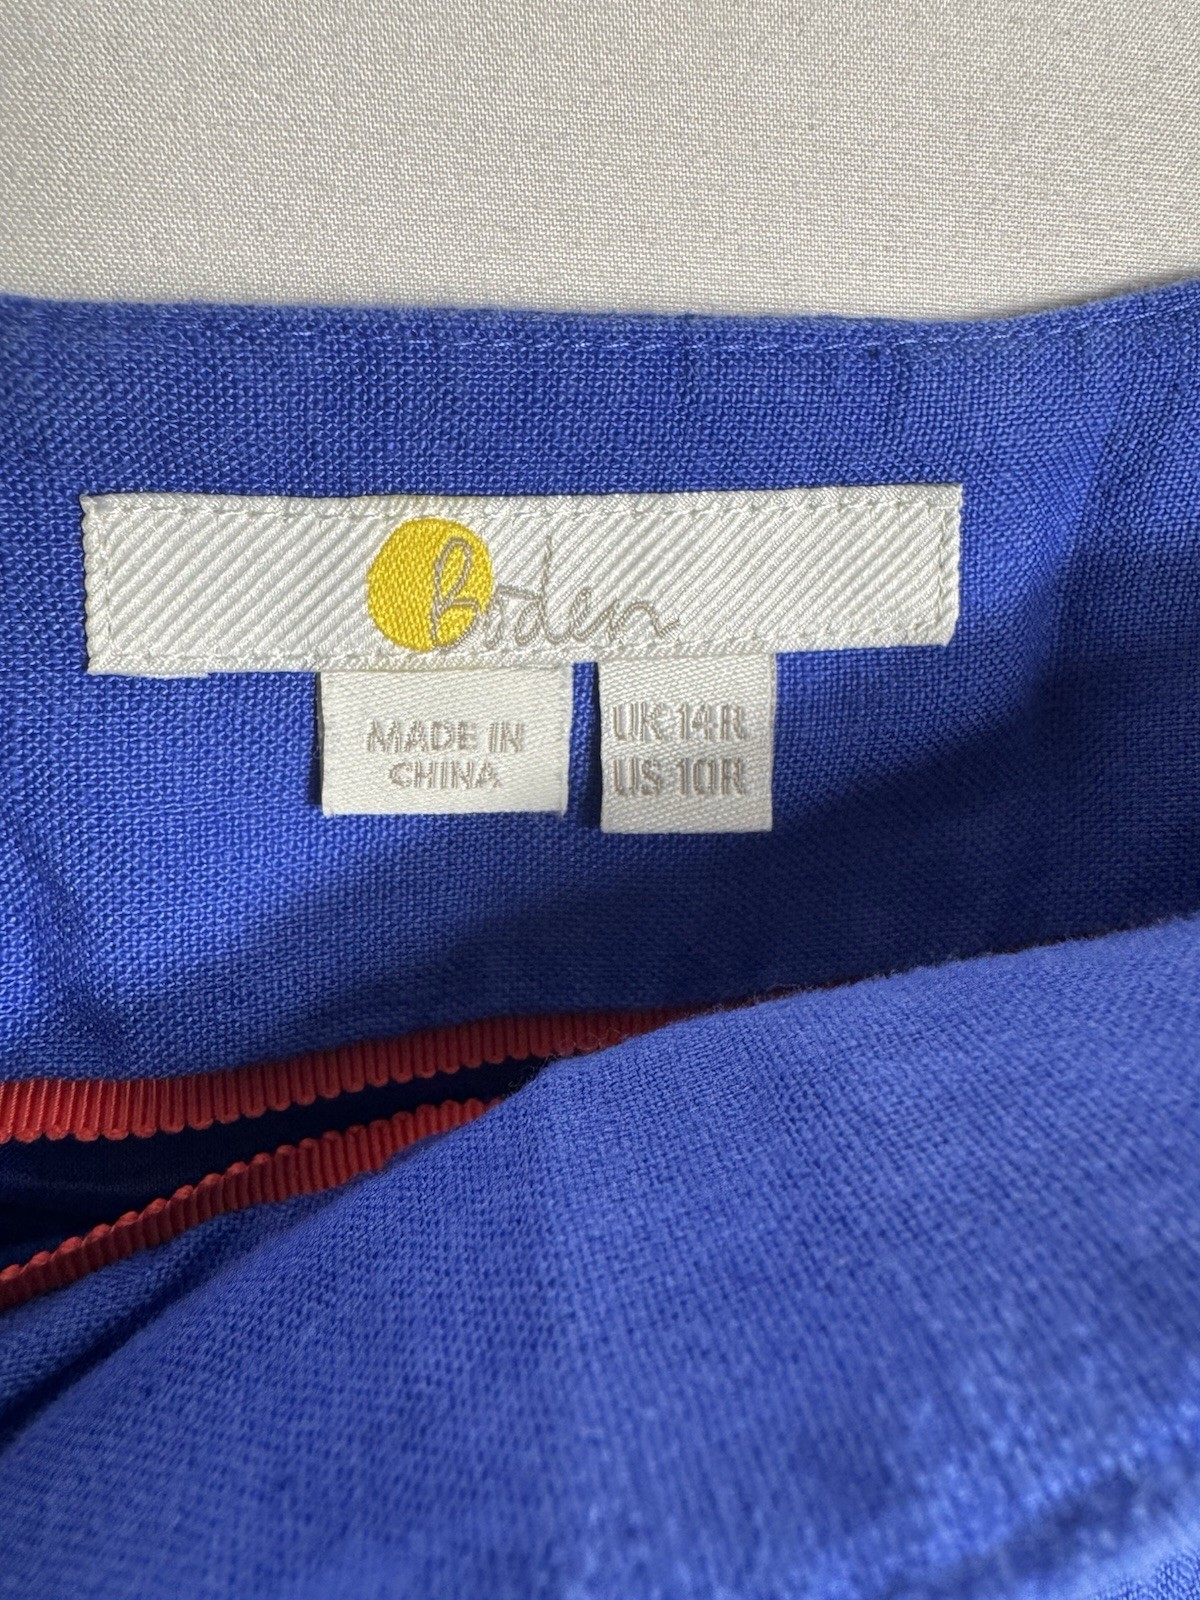 Boden
MADE IN
CHINA
UK 14R
US 10R